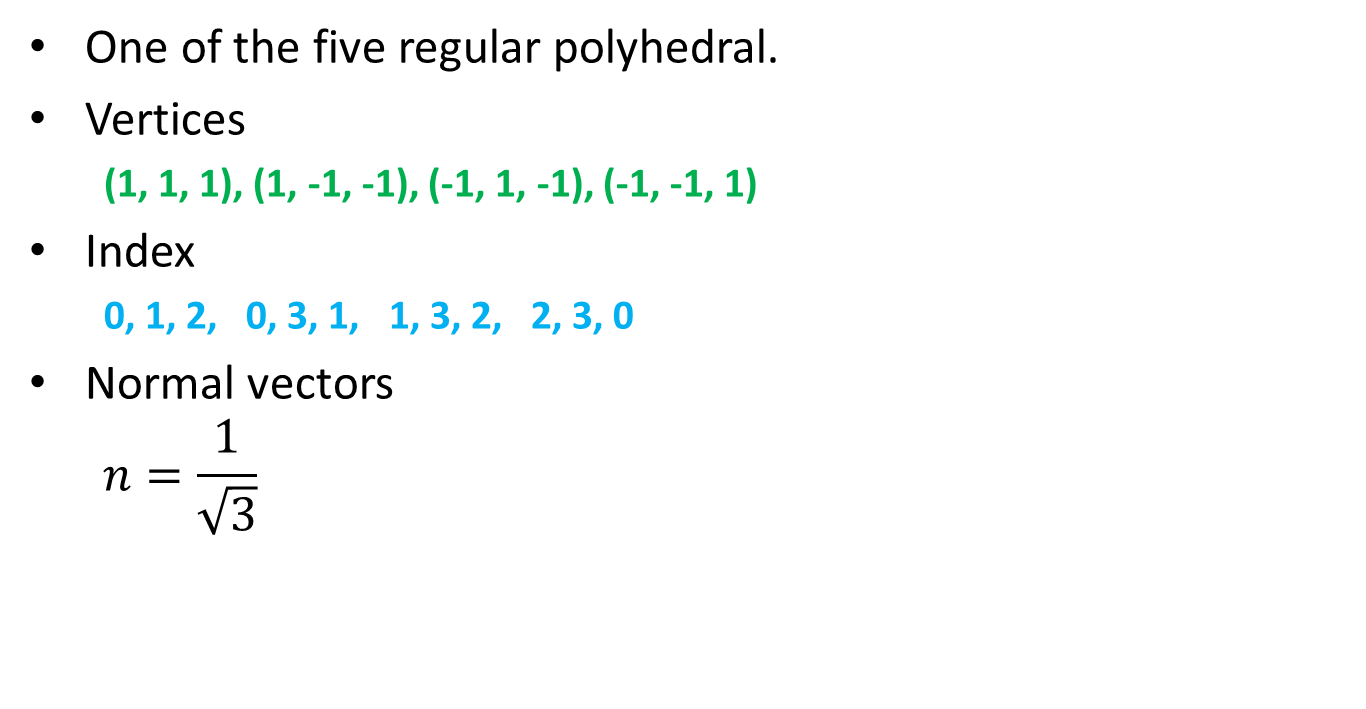 • One of the five regular polyhedral.
• Vertices
(1, 1, 1), (1, -1, -1), (-1, 1, -1), (-1, -1, 1)
• Index
0, 1, 2, 0, 3, 1, 1, 3, 2, 2, 3, 0
• Normal vectors
n = 1/√3